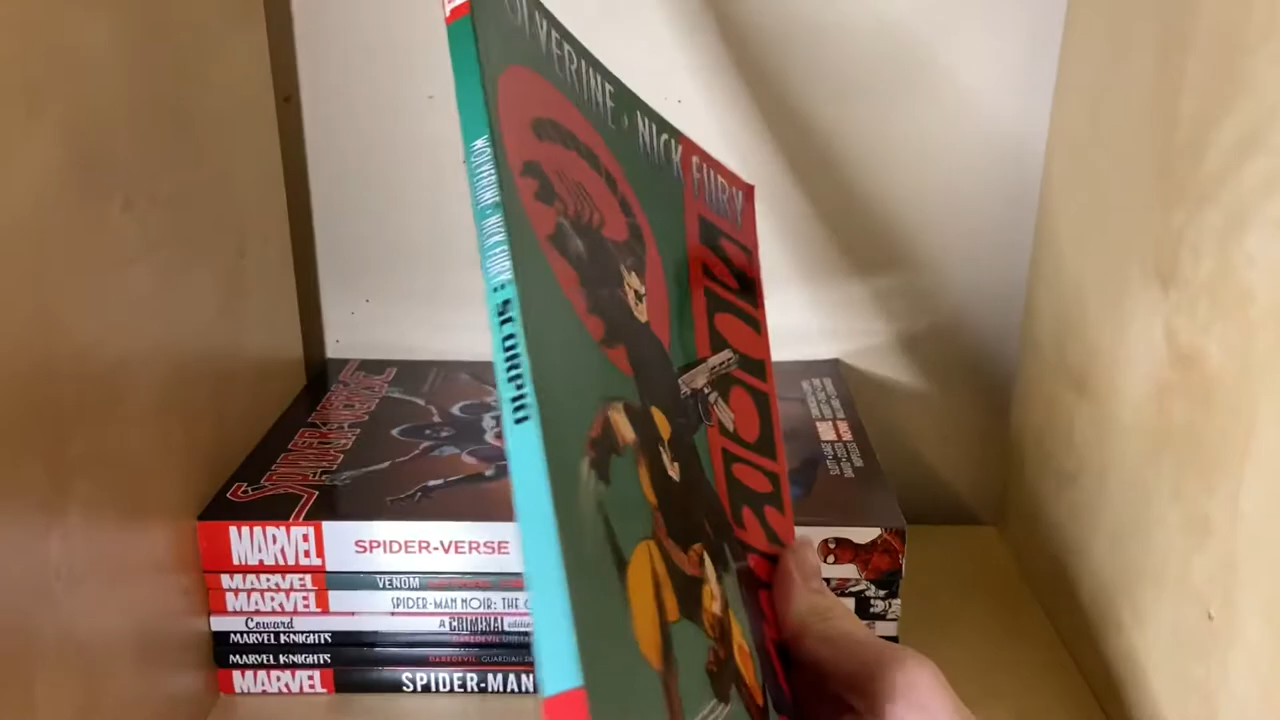 WOLVERINE · NICK FURY
WOLVERINE · NICK FURY: SCORPIO
SPIDER-VERSE
MARVEL
SPIDER-VERSE
MARVEL
VENOM
MARVEL
SPIDER-MAN NOIR: THE
Coward
A CRIMINAL edition
MARVEL KNIGHTS
DAREDEVIL
MARVEL KNIGHTS
DAREDEVIL: GUARDIAN
MARVEL
SPIDER-MAN